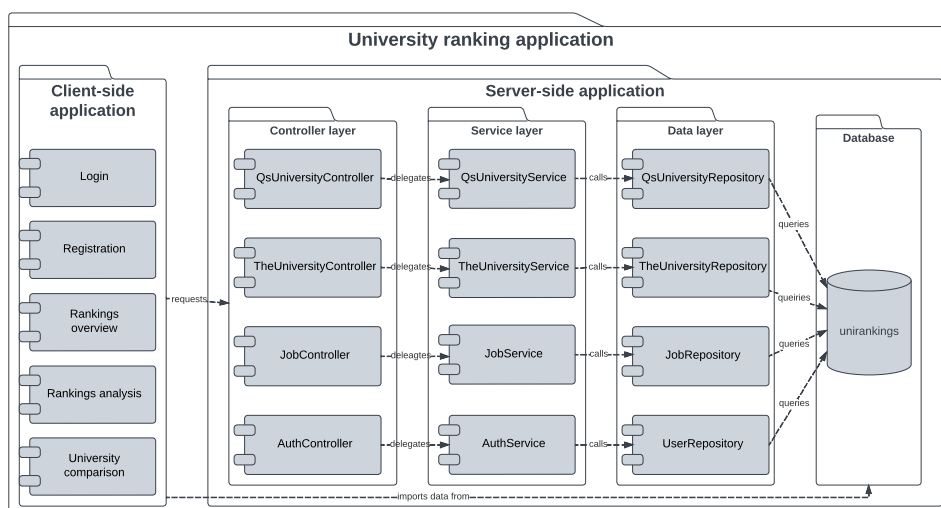 University ranking application
Client-side
application
Login
Registration
Rankings
overview
Rankings analysis
University
comparison
requests
Server-side application
Controller layer
QsUniversityController
TheUniversityController
JobController
AuthController
delegates
delegates
deleagtes
delegates
Service layer
QsUniversityService
TheUniversityService
JobService
AuthService
calls
calls
calls
calls
Data layer
QsUniversityRepository
TheUniversityRepository
JobRepository
UserRepository
queries
queiries
queries
queries
Database
unirankings
imports data from